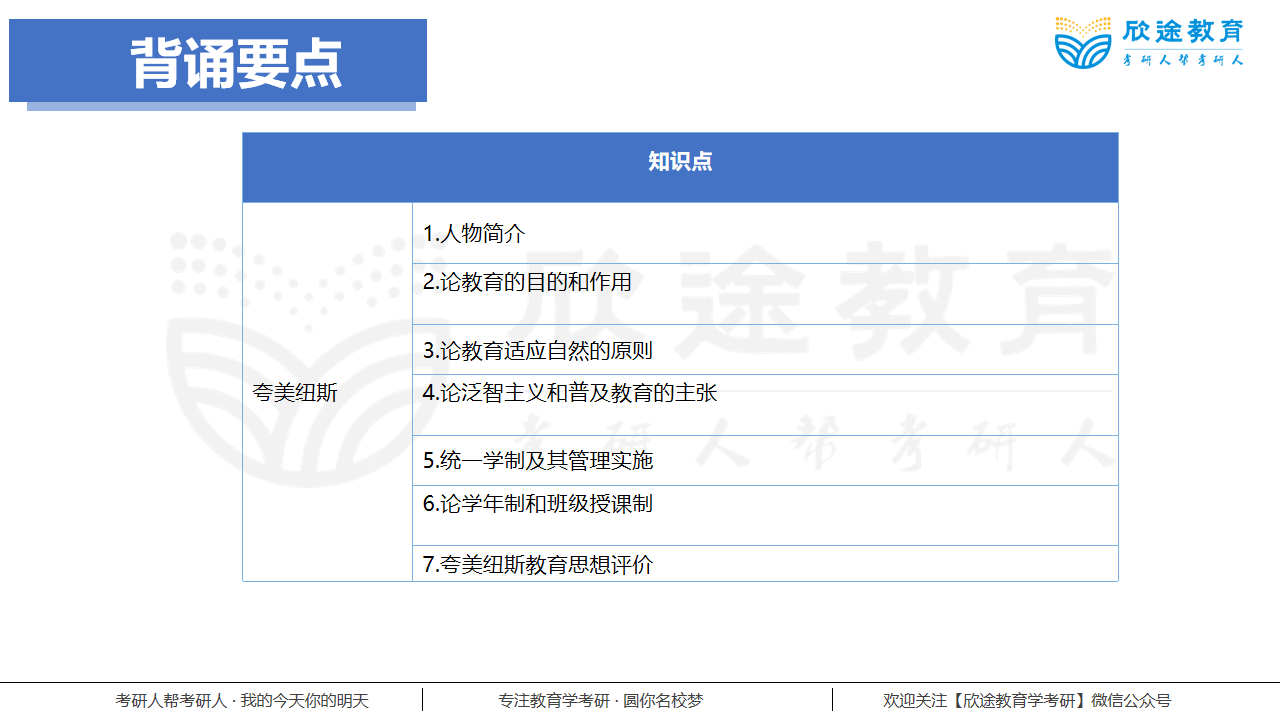 背诵要点
欣途教育
考研人帮考研人
知识点
夸美纽斯
1.人物简介
2.论教育的目的和作用
3.论教育适应自然的原则
4.论泛智主义和普及教育的主张
5.统一学制及其管理实施
6.论学年制和班级授课制
7.夸美纽斯教育思想评价
欣途教育
考研人帮考研人
考研人帮考研人 · 我的今天你的明天
专注教育学考研 · 圆你名校梦
欢迎关注【欣途教育学考研】微信公众号